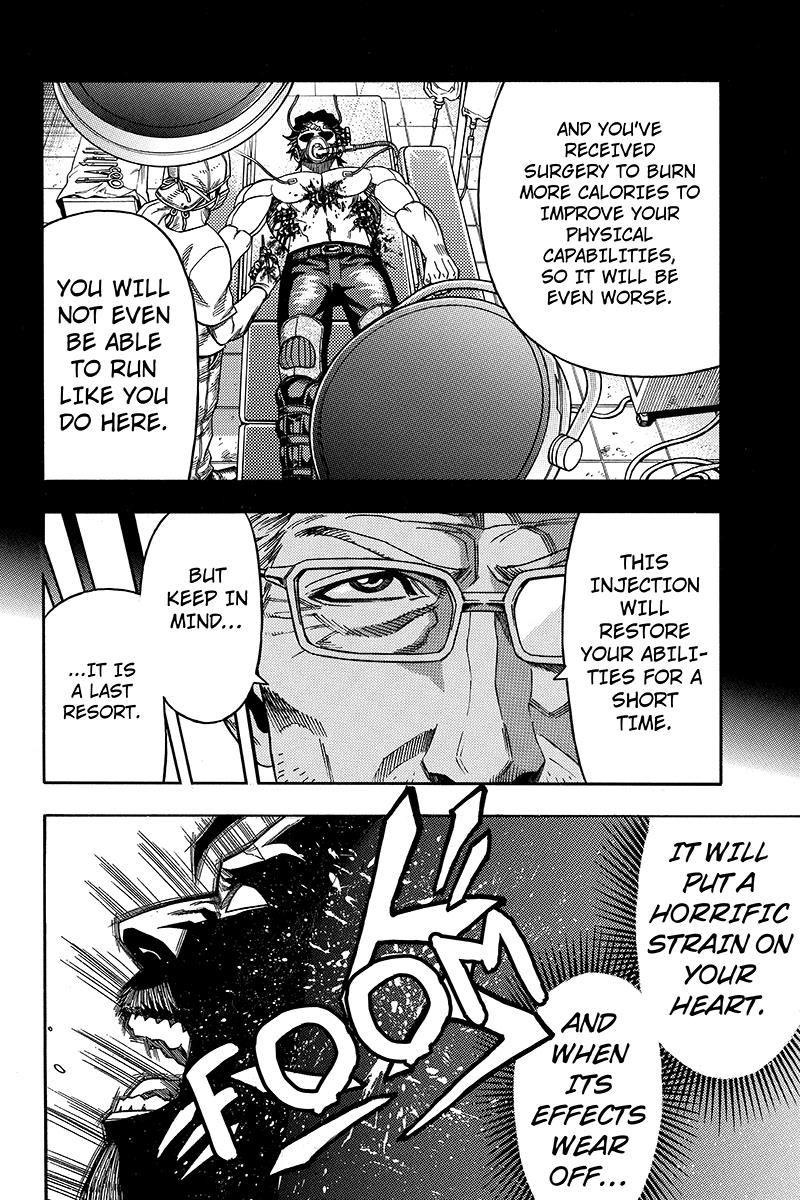 AND YOU'VE
RECEIVED
SURGERY TO BURN
MORE CALORIES TO
IMPROVE YOUR
PHYSICAL
CAPABILITIES,
SO IT WILL BE
EVEN WORSE.
YOU WILL
NOT EVEN
BE ABLE
TO RUN
LIKE YOU
DO HERE.
THIS
INJECTION
WILL
RESTORE
YOUR ABILI-
TIES FOR A
SHORT
TIME.
BUT
KEEP IN
MIND...
...IT IS
A LAST
RESORT.
IT WILL
PUT A
HORRIFIC
STRAIN ON
YOUR
HEART.
AND
WHEN
ITS
EFFECTS
WEAR
OFF...
FOOOM